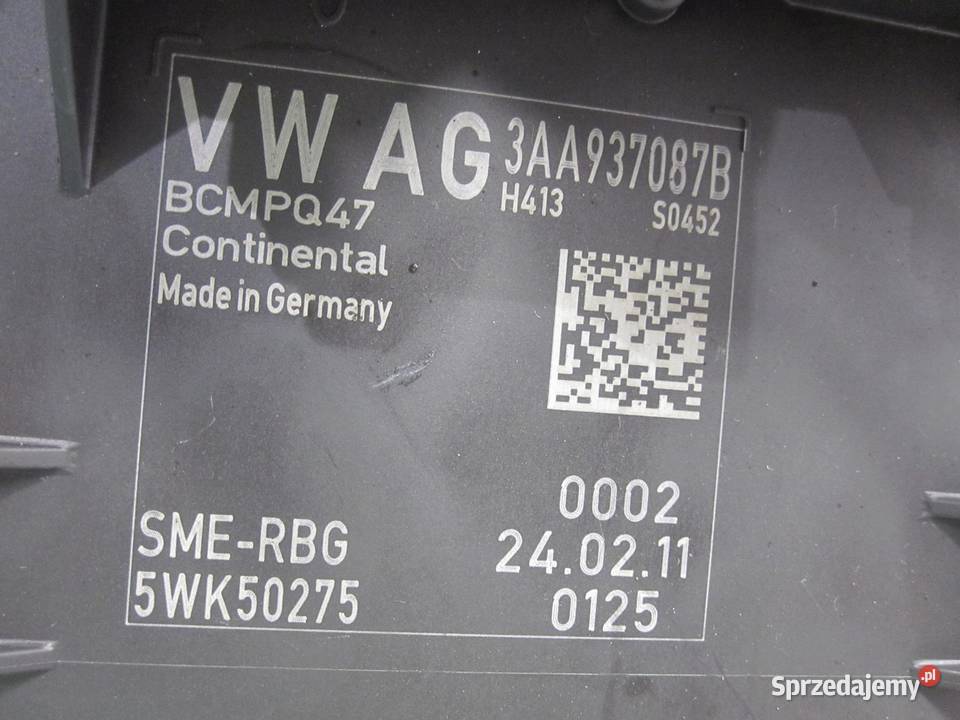 VW AG 3AA937087B
H413 S0452
BCMPQ47
Continental
Made in Germany
0002
SME-RBG 24.02.11
5WK50275 0125
Sprzedajemy.pl